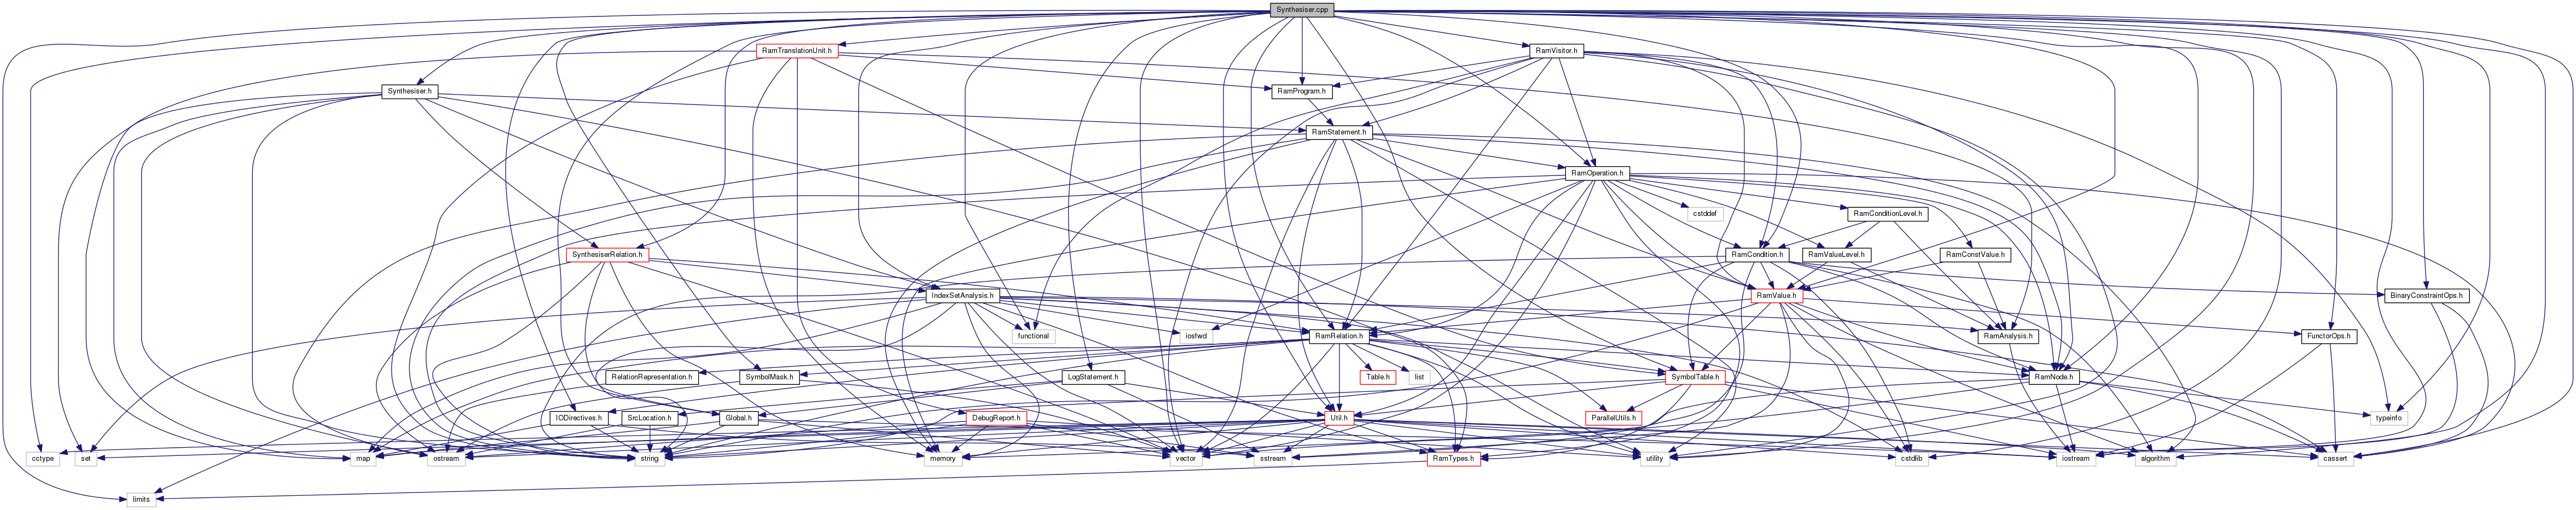 Synthesiser.cpp
RamTranslationUnit.h
RamVisitor.h
Synthesiser.h
RamProgram.h
RamStatement.h
RamOperation.h
cstddef
RamConditionLevel.h
SynthesiserRelation.h
RamCondition.h
RamValueLevel.h
RamConstValue.h
IndexSetAnalysis.h
RamValue.h
BinaryConstraintOps.h
functional
iosfwd
RamRelation.h
RamAnalysis.h
FunctorOps.h
RelationRepresentation.h
SymbolMask.h
LogStatement.h
Table.h
list
SymbolTable.h
RamNode.h
IODirectives.h
SrcLocation.h
Global.h
DebugReport.h
Util.h
ParallelUtils.h
typeinfo
cctype
set
map
ostream
string
memory
vector
sstream
RamTypes.h
utility
cstdlib
iostream
algorithm
cassert
limits